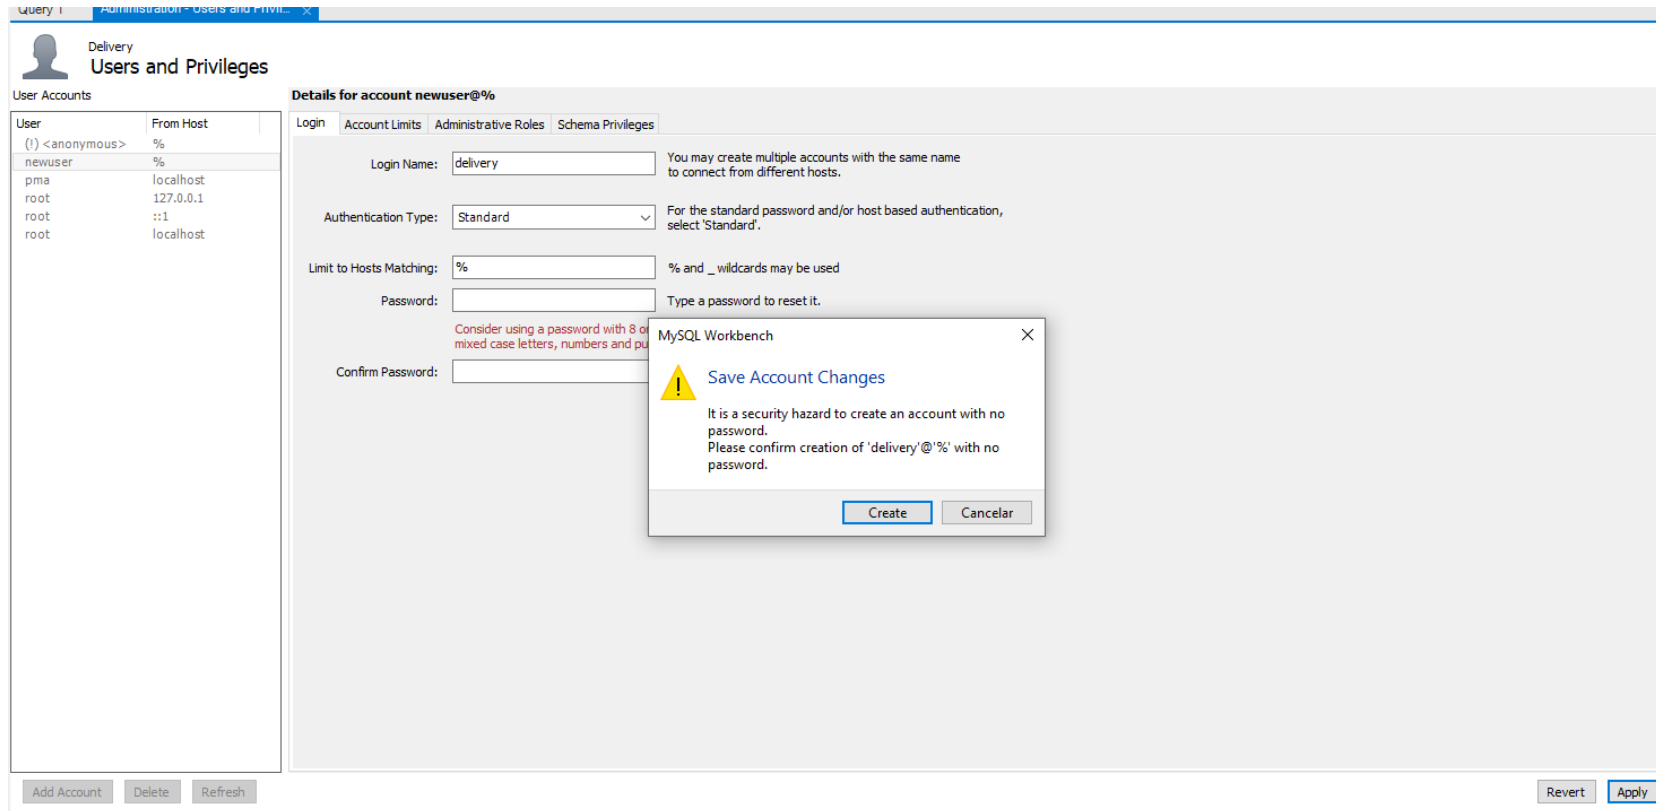 Query 1
Administration - Users and Privil...
Delivery
Users and Privileges
User Accounts
User From Host
(!) <anonymous> %
newuser %
pma localhost
root 127.0.0.1
root ::1
root localhost
Add Account Delete Refresh
Details for account newuser@%
Login Account Limits Administrative Roles Schema Privileges
Login Name: delivery
You may create multiple accounts with the same name
to connect from different hosts.
Authentication Type: Standard
For the standard password and/or host based authentication,
select 'Standard'.
Limit to Hosts Matching: % % and _ wildcards may be used
Password: Type a password to reset it.
Consider using a password with 8 or
mixed case letters, numbers and pu
Confirm Password:
MySQL Workbench
Save Account Changes
It is a security hazard to create an account with no
password.
Please confirm creation of 'delivery'@'%' with no
password.
Create Cancelar
Revert Apply